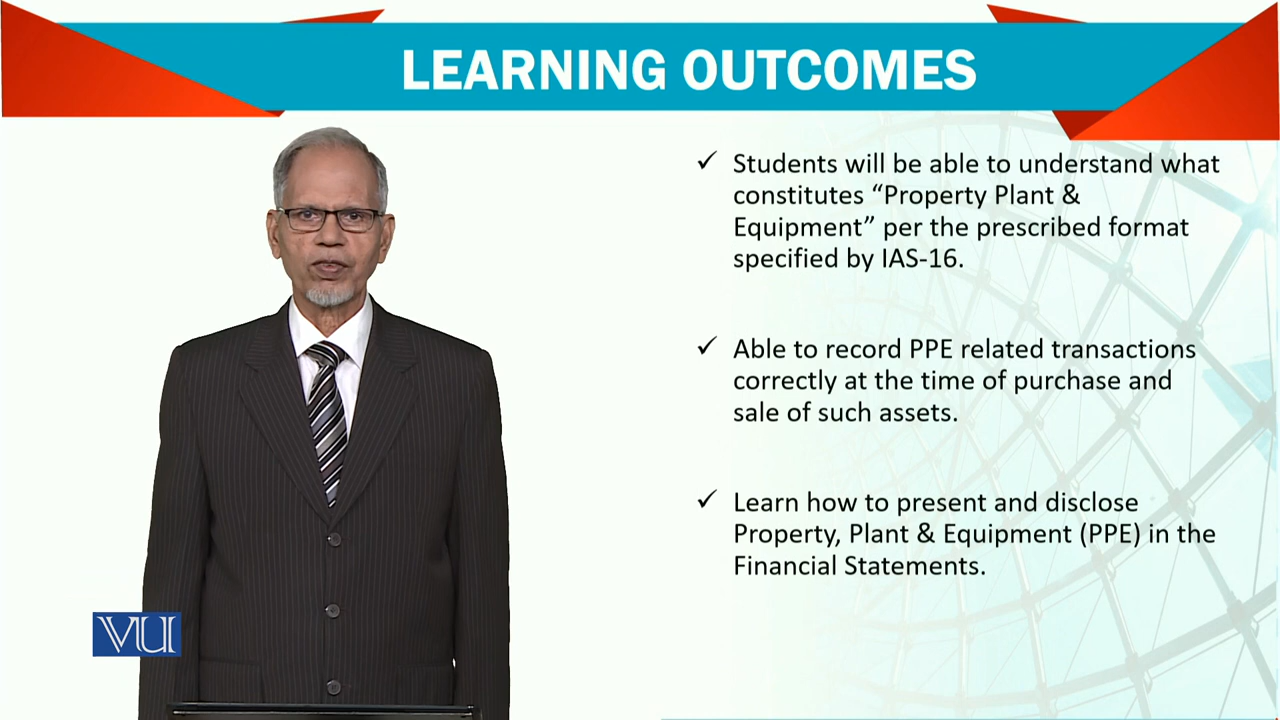 LEARNING OUTCOMES
✓ Students will be able to understand what
constitutes “Property Plant &
Equipment” per the prescribed format
specified by IAS-16.
✓ Able to record PPE related transactions
correctly at the time of purchase and
sale of such assets.
✓ Learn how to present and disclose
Property, Plant & Equipment (PPE) in the
Financial Statements.
VU